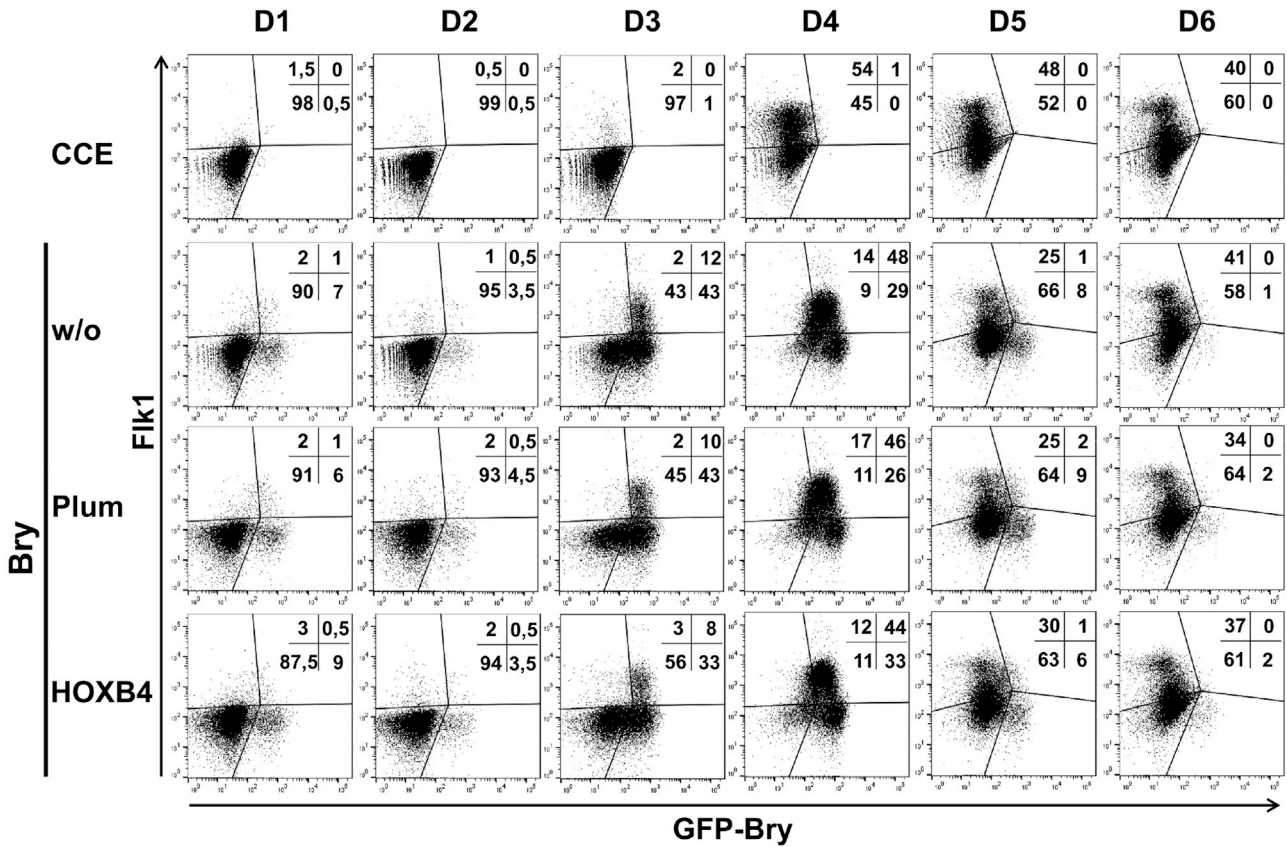 D1 D2 D3 D4 D5 D6
CCE
1,5 0 0,5 0 2 0 54 1 48 0 40 0
98 0,5 99 0,5 97 1 45 0 52 0 60 0
w/o
2 1 1 0,5 2 12 14 48 25 1 41 0
90 7 95 3,5 43 43 9 29 66 8 58 1
Flk1
Plum
2 1 2 0,5 2 10 17 46 25 2 34 0
91 6 93 4,5 45 43 11 26 64 9 64 2
Bry
HOXB4
3 0,5 2 0,5 3 8 12 44 30 1 37 0
87,5 9 94 3,5 56 33 11 33 63 6 61 2
GFP-Bry